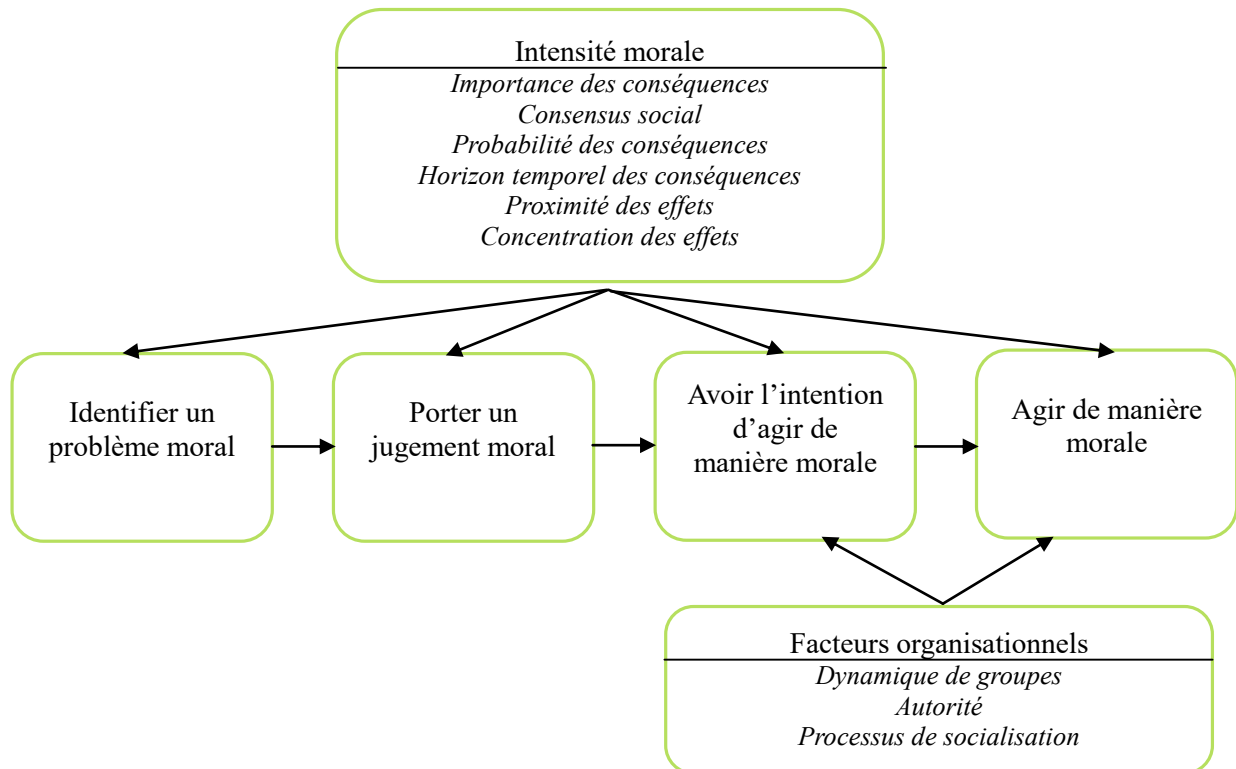 Intensité morale
Importance des conséquences
Consensus social
Probabilité des conséquences
Horizon temporel des conséquences
Proximité des effets
Concentration des effets
Identifier un
problème moral
Porter un
jugement moral
Avoir l’intention
d’agir de
manière morale
Agir de manière
morale
Facteurs organisationnels
Dynamique de groupes
Autorité
Processus de socialisation